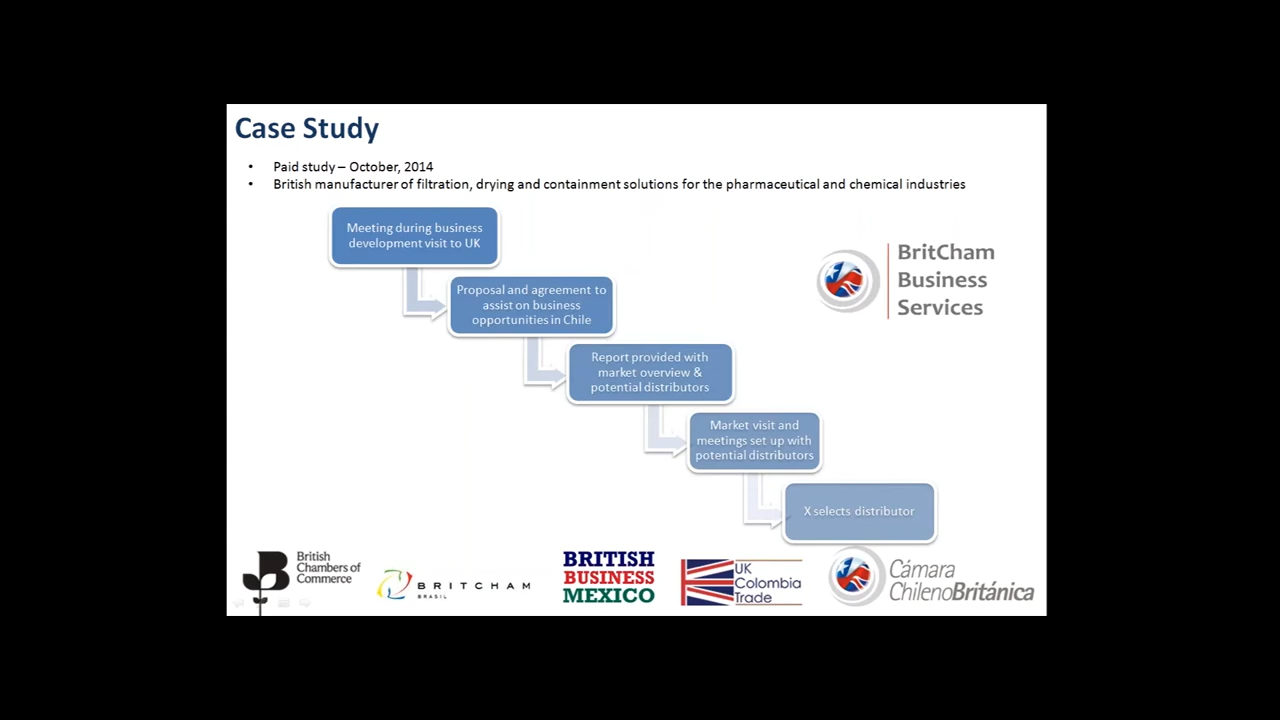 Case Study
• Paid study – October, 2014
• British manufacturer of filtration, drying and containment solutions for the pharmaceutical and chemical industries
Meeting during business
development visit to UK
Proposal and agreement to
assist on business
opportunities in Chile
Report provided with
market overview &
potential distributors
Market visit and
meetings set up with
potential distributors
X selects distributor
BritCham
Business
Services
British
Chambers of
Commerce
BRITCHAM
BRASIL
BRITISH
BUSINESS
MEXICO
UK
Colombia
Trade
Cámara
ChilenoBritánica